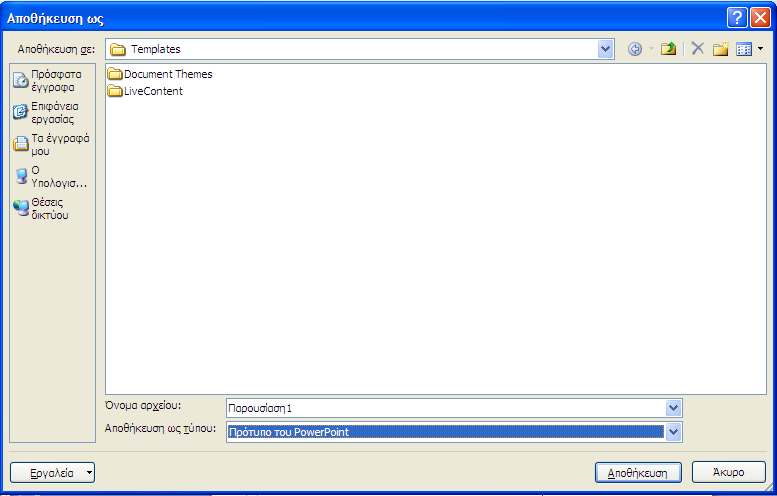 Αποθήκευση ως
Αποθήκευση σε:
Templates
Πρόσφατα
έγγραφα
Επιφάνεια
εργασίας
Τα έγγραφά
μου
Ο
Υπολογισ...
Θέσεις
δικτύου
Document Themes
LiveContent
Όνομα αρχείου:
Παρουσίαση1
Αποθήκευση ως τύπου:
Πρότυπο του PowerPoint
Εργαλεία
Αποθήκευση
Άκυρο